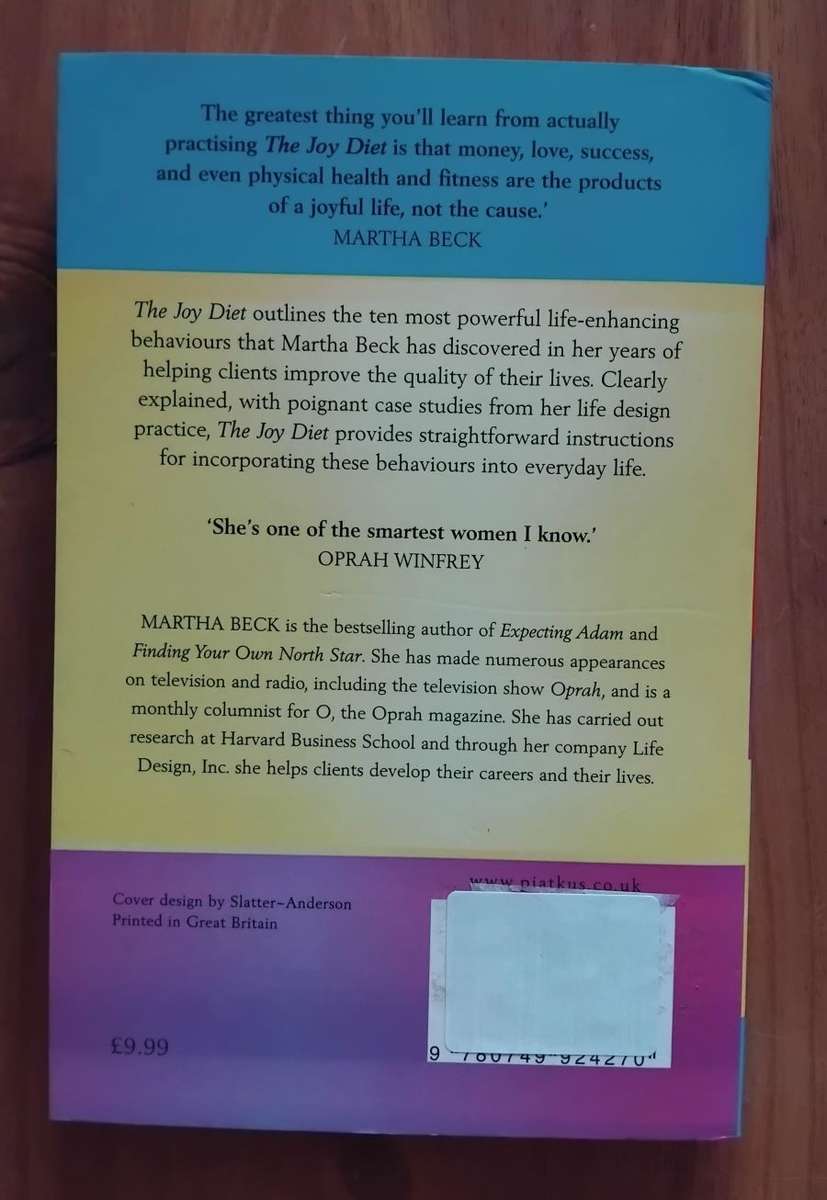 The greatest thing you'll learn from actually
practising The Joy Diet is that money, love, success,
and even physical health and fitness are the products
of a joyful life, not the cause.'
MARTHA BECK
The Joy Diet outlines the ten most powerful life-enhancing
behaviours that Martha Beck has discovered in her years of
helping clients improve the quality of their lives. Clearly
explained, with poignant case studies from her life design
practice, The Joy Diet provides straightforward instructions
for incorporating these behaviours into everyday life.
'She's one of the smartest women I know.'
OPRAH WINFREY
MARTHA BECK is the bestselling author of Expecting Adam and
Finding Your Own North Star. She has made numerous appearances
on television and radio, including the television show Oprah, and is a
monthly columnist for O, the Oprah magazine. She has carried out
research at Harvard Business School and through her company Life
Design, Inc. she helps clients develop their careers and their lives.
www.piatkus.co.uk
Cover design by Slatter-Anderson
Printed in Great Britain
£9.99
9 780749 924270